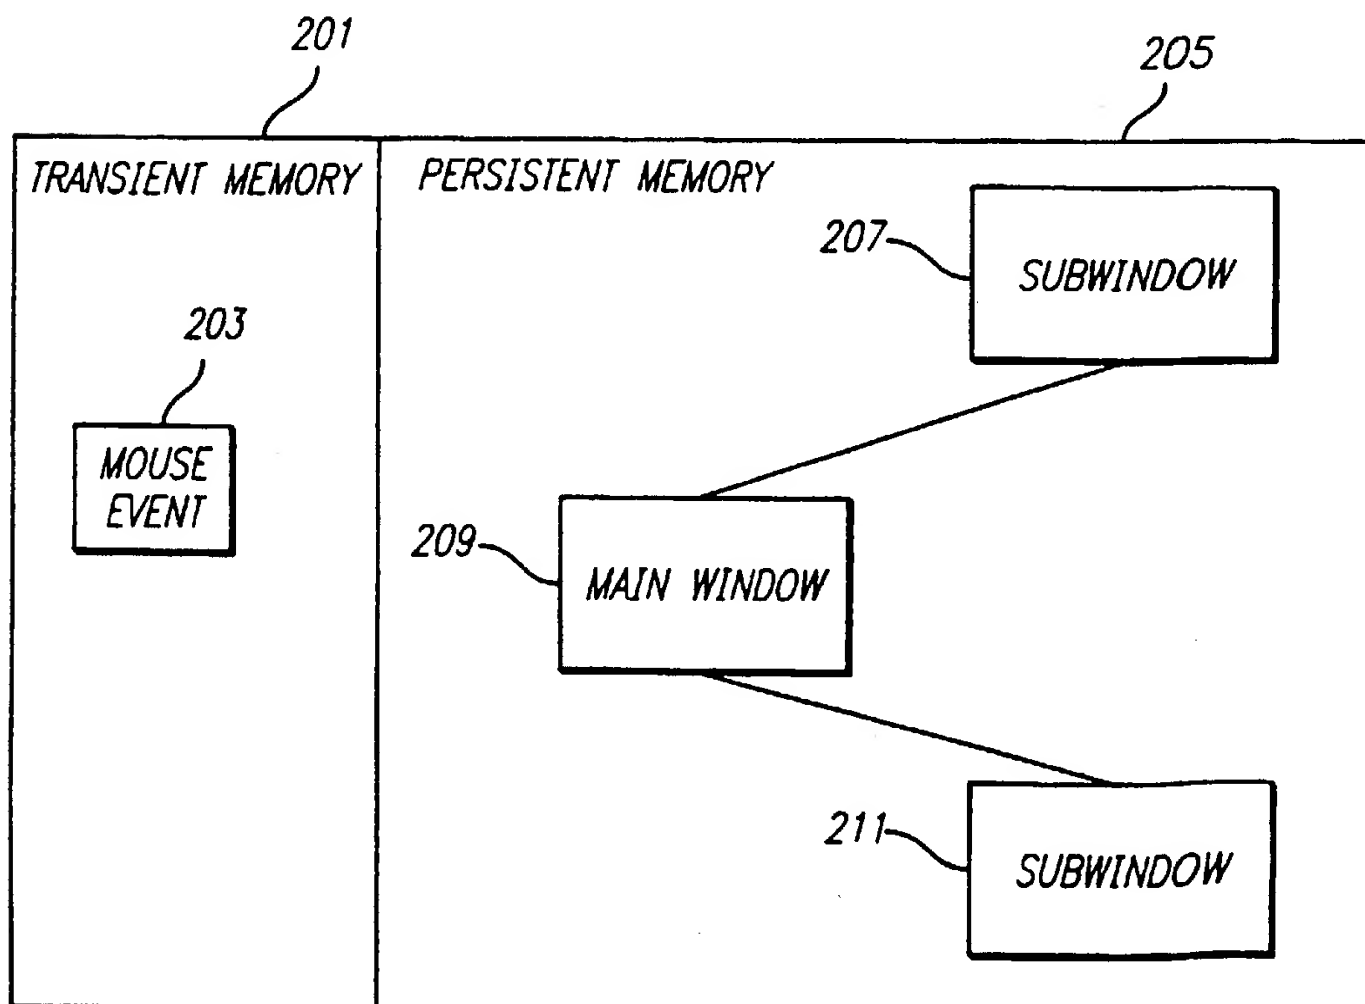 201
205
TRANSIENT MEMORY
PERSISTENT MEMORY
207
SUBWINDOW
203
MOUSE
EVENT
209
MAIN WINDOW
211
SUBWINDOW